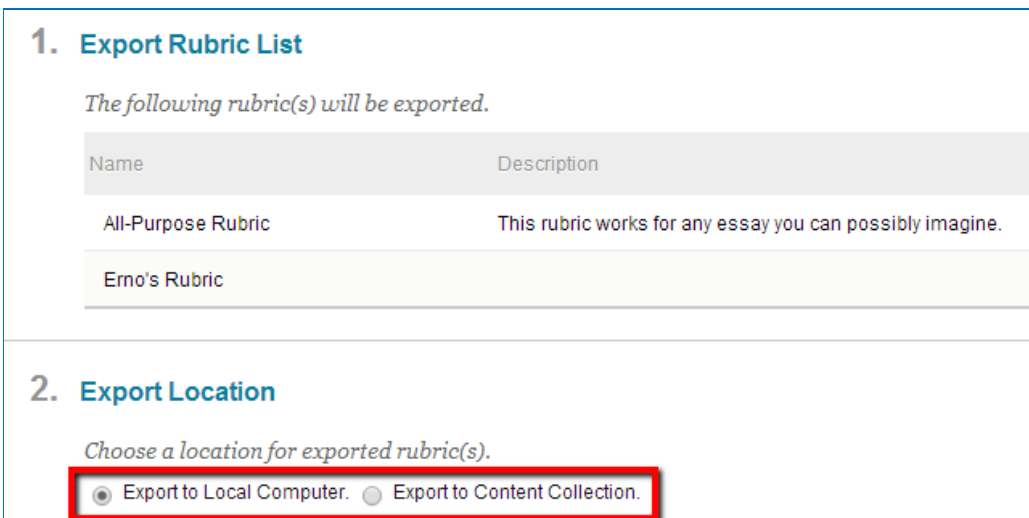 1. Export Rubric List
The following rubric(s) will be exported.
Name Description
All-Purpose Rubric This rubric works for any essay you can possibly imagine.
Erno's Rubric
2. Export Location
Choose a location for exported rubric(s).
Export to Local Computer. Export to Content Collection.